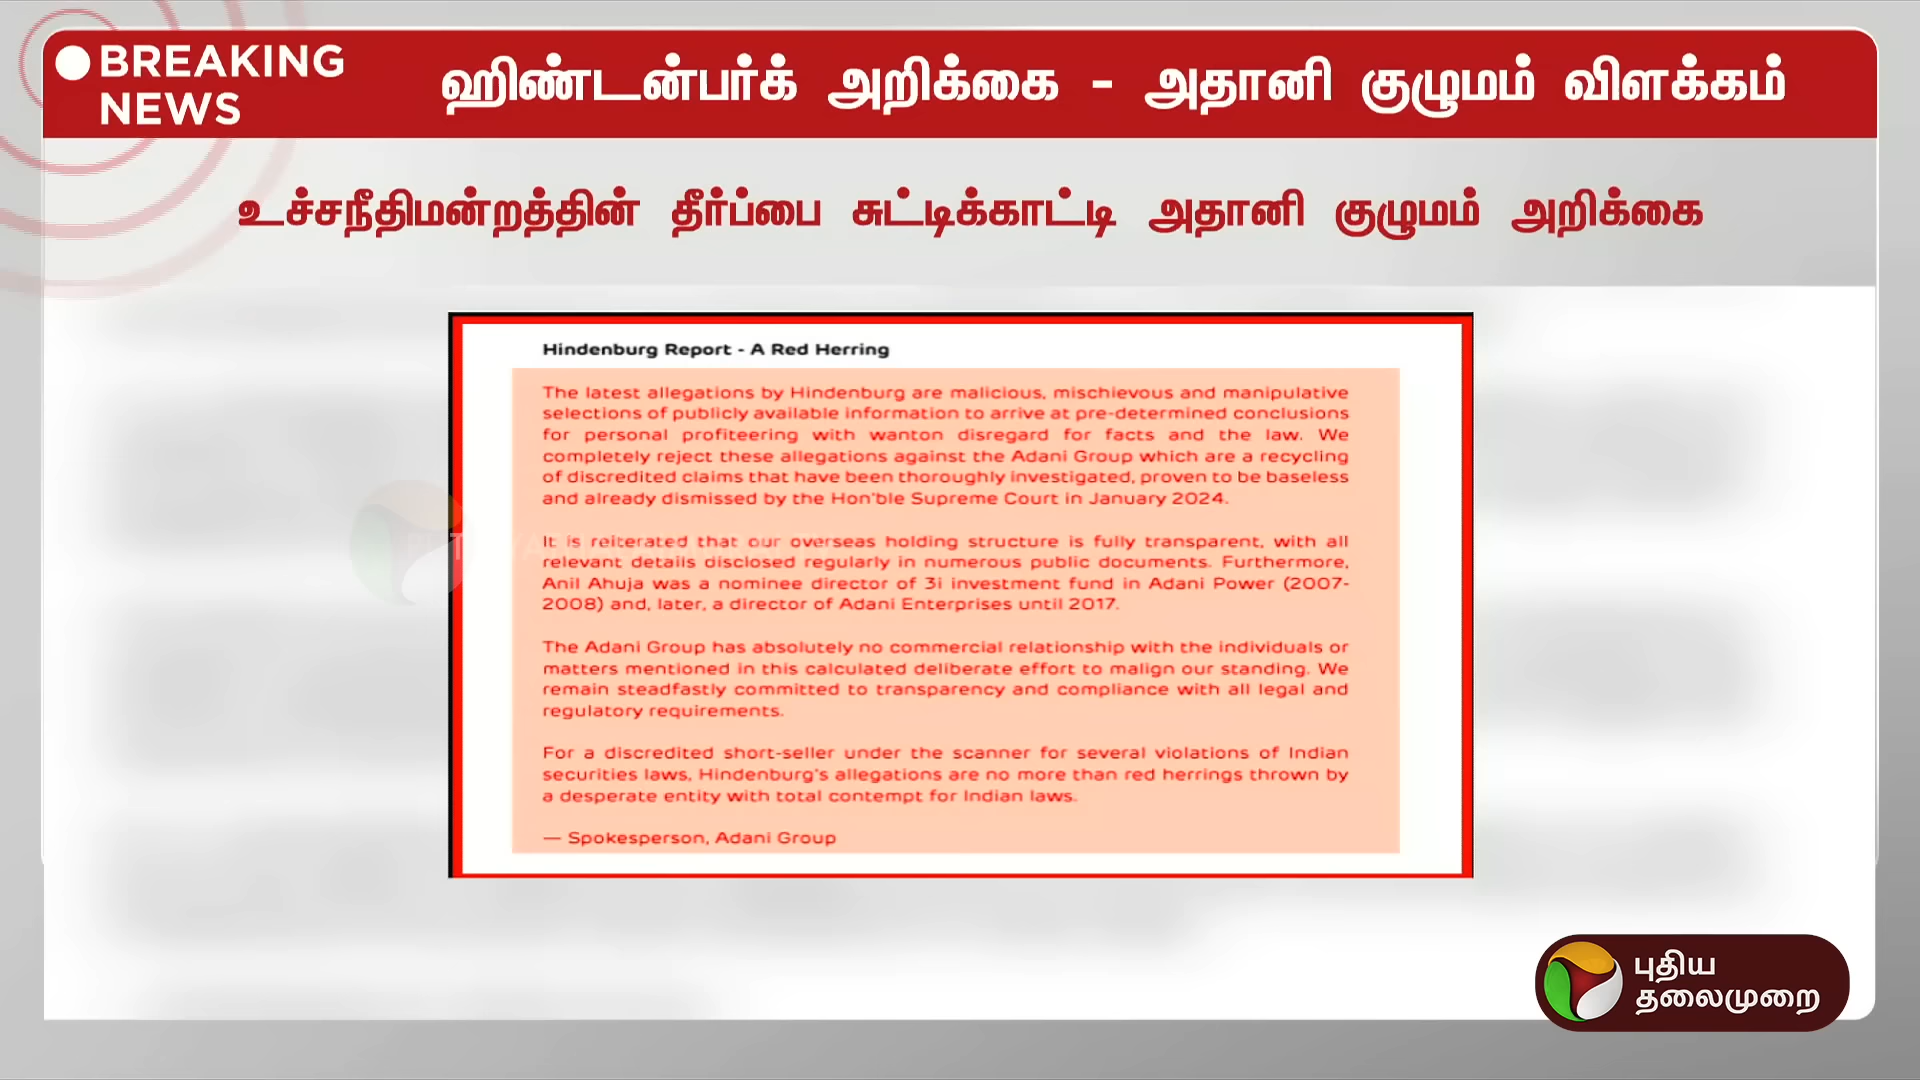 BREAKING
NEWS
ஹிண்டன்பர்க் அறிக்கை - அதானி குழுமம் விளக்கம்
உச்சநீதிமன்றத்தின் தீர்ப்பை சுட்டிக்காட்டி அதானி குழுமம் அறிக்கை
Hindenburg Report - A Red Herring
The latest allegations by Hindenburg are malicious, mischievous and manipulative
selections of publicly available information to arrive at pre-determined conclusions
for personal profiteering with wanton disregard for facts and the law. We
completely reject these allegations against the Adani Group which are a recycling
of discredited claims that have been thoroughly investigated, proven to be baseless
and already dismissed by the Hon'ble Supreme Court in January 2024.
It is reiterated that our overseas holding structure is fully transparent, with all
relevant details disclosed regularly in numerous public documents. Furthermore,
Anil Ahuja was a nominee director of 3i investment fund in Adani Power (2007-
2008) and, later, a director of Adani Enterprises until 2017.
The Adani Group has absolutely no commercial relationship with the individuals or
matters mentioned in this calculated deliberate effort to malign our standing. We
remain steadfastly committed to transparency and compliance with all legal and
regulatory requirements.
For a discredited short-seller under the scanner for several violations of Indian
securities laws, Hindenburg's allegations are no more than red herrings thrown by
a desperate entity with total contempt for Indian laws.
— Spokesperson, Adani Group
புதிய
தலைமுறை